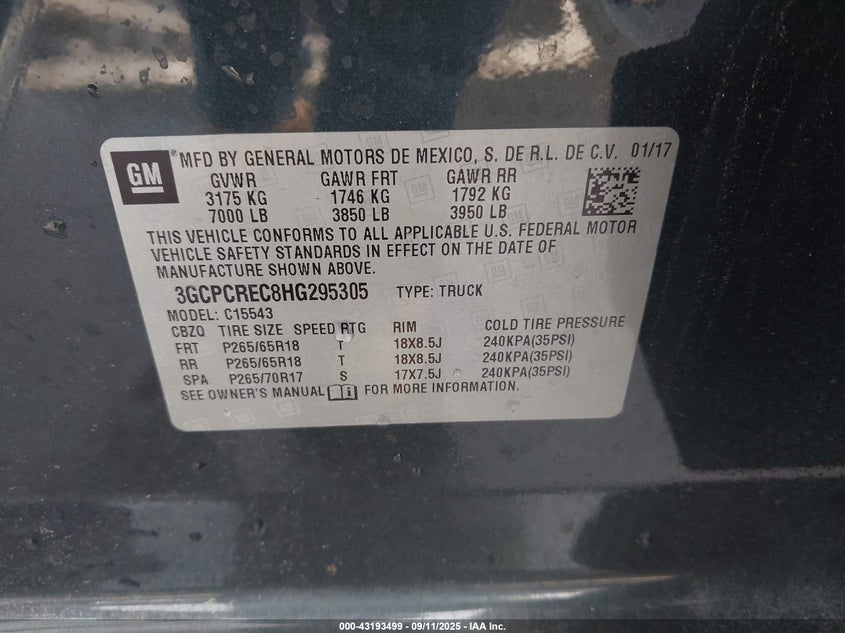 GM ® MFD BY GENERAL MOTORS DE MEXICO, S. DE R.L. DE C.V. 01/17
GVWR GAWR FRT GAWR RR
3175 KG 1746 KG 1792 KG
7000 LB 3850 LB 3950 LB
THIS VEHICLE CONFORMS TO ALL APPLICABLE U.S. FEDERAL MOTOR
VEHICLE SAFETY STANDARDS IN EFFECT ON THE DATE OF
MANUFACTURE SHOWN ABOVE.
3GCPCREC8HG295305 TYPE: TRUCK
MODEL: C15543
CBZQ TIRE SIZE SPEED RTG RIM COLD TIRE PRESSURE
FRT P265/65R18 T 18X8.5J 240KPA(35PSI)
RR P265/65R18 T 18X8.5J 240KPA(35PSI)
SPA P265/70R17 S 17X7.5J 240KPA(35PSI)
SEE OWNER'S MANUAL FOR MORE INFORMATION.
000-43193499 - 09/11/2025 - IAA Inc.